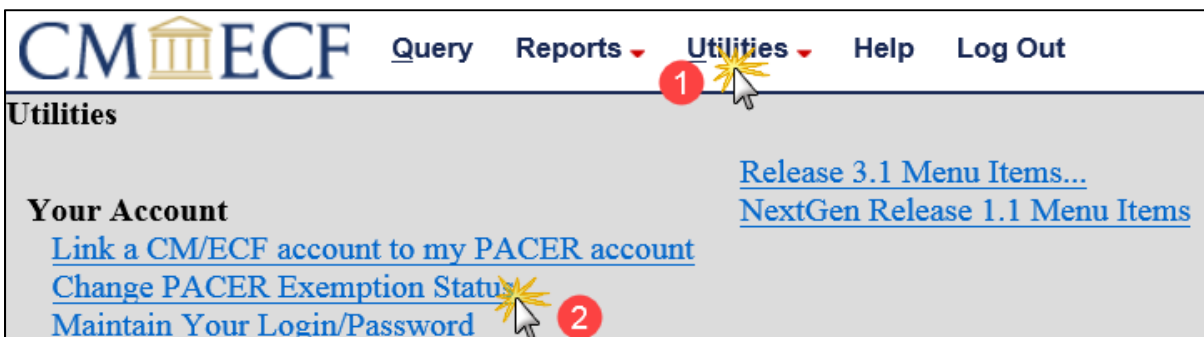 CM ECF Query Reports Utilities Help Log Out
1
Utilities
Release 3.1 Menu Items...
Your Account
NextGen Release 1.1 Menu Items
Link a CM/ECF account to my PACER account
Change PACER Exemption Status
2
Maintain Your Login/Password